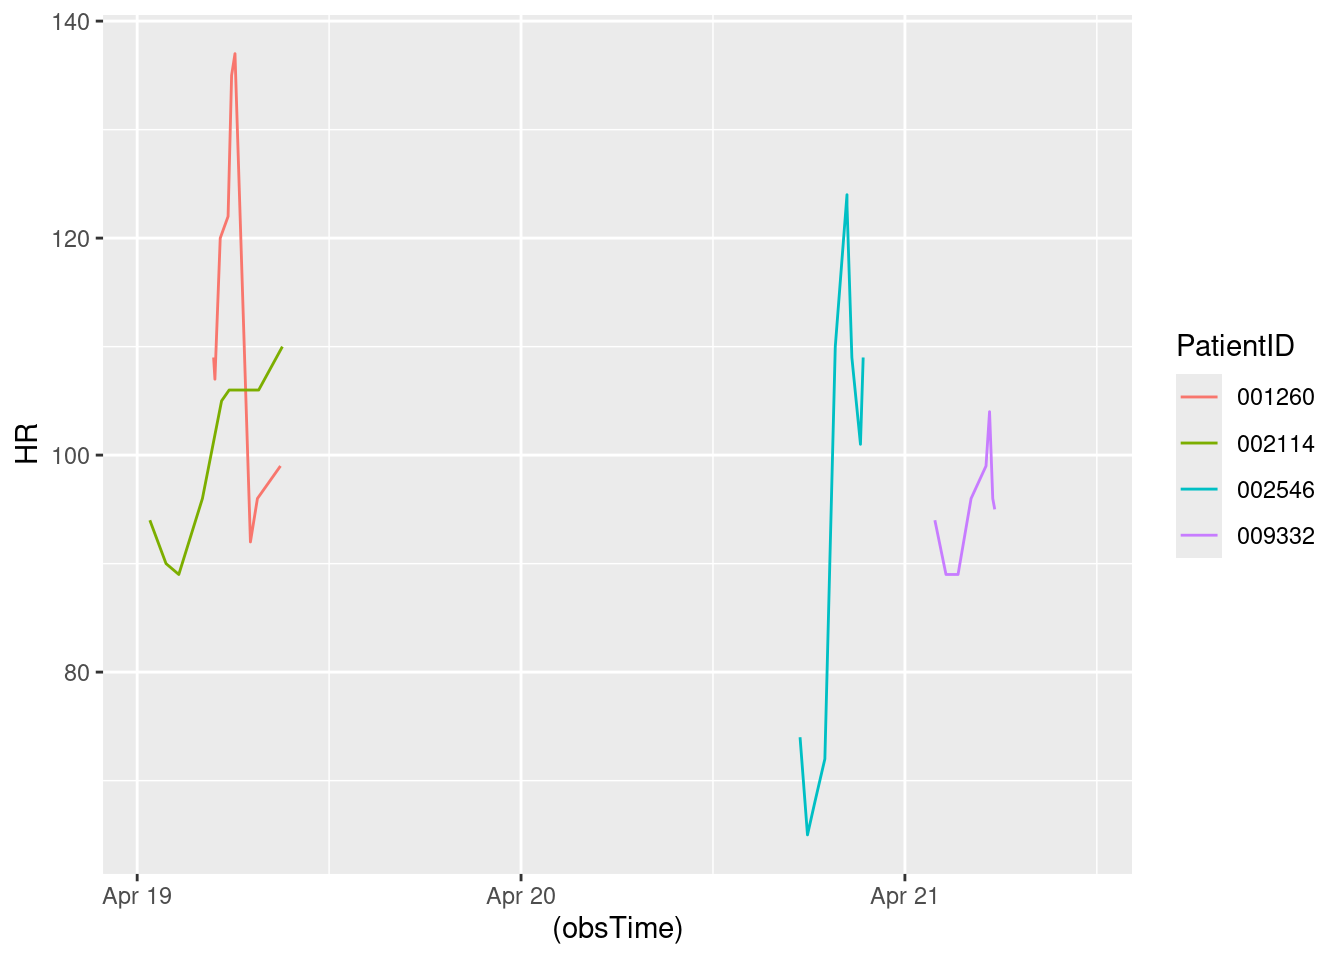 140
120
100
80
HR
Apr 19
Apr 20
Apr 21
(obsTime)
PatientID
001260
002114
002546
009332